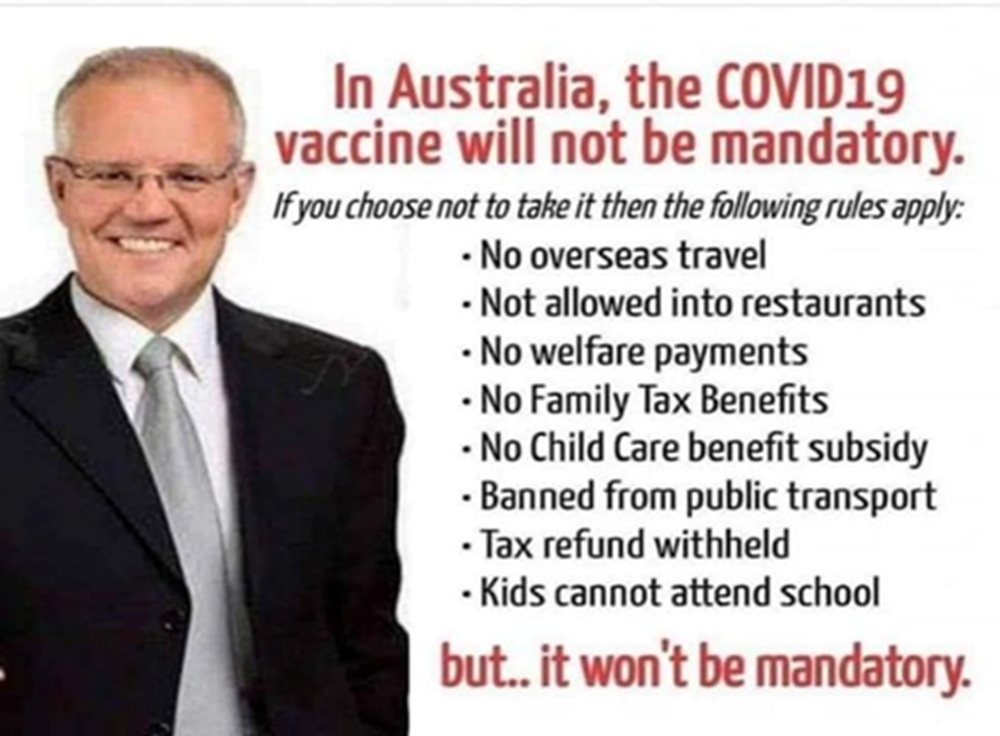 In Australia, the COVID19
vaccine will not be mandatory.
If you choose not to take it then the following rules apply:
· No overseas travel
· Not allowed into restaurants
· No welfare payments
· No Family Tax Benefits
· No Child Care benefit subsidy
· Banned from public transport
· Tax refund withheld
· Kids cannot attend school
but.. it won't be mandatory.